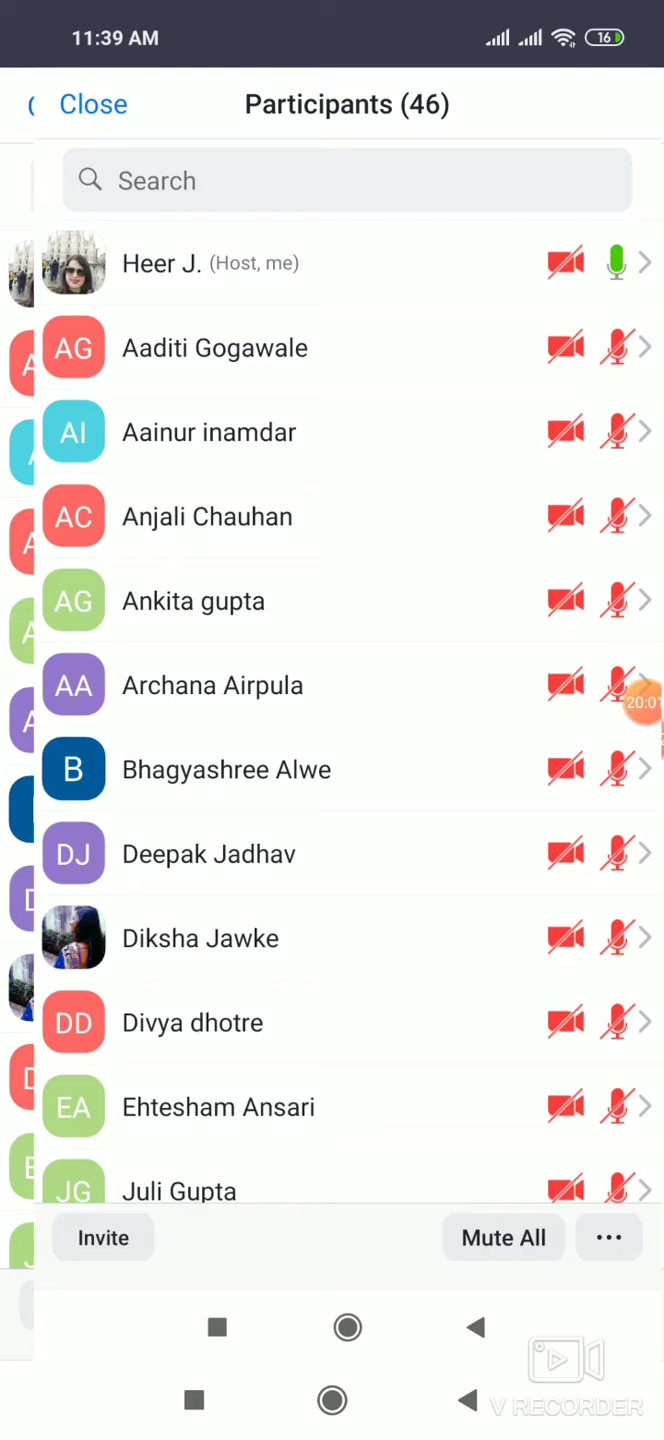 11:39 AM 16
Close Participants (46)
Search
Heer J. (Host, me)
AG Aaditi Gogawale
AI Aainur inamdar
AC Anjali Chauhan
AG Ankita gupta
AA Archana Airpula
20:01
B Bhagyashree Alwe
DJ Deepak Jadhav
Diksha Jawke
DD Divya dhotre
EA Ehtesham Ansari
JG Juli Gupta
Invite Mute All ...
V RECORDER